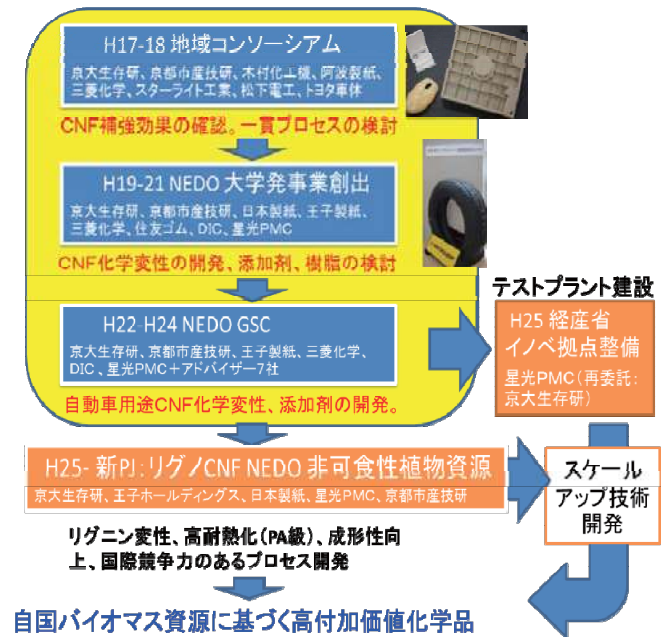 H17-18 地域コンソーシアム
京大生存研、京都市産技研、木村化工機、阿波製紙、
三菱化学、スターライト工業、松下電工、トヨタ車体
CNF補強効果の確認。一貫プロセスの検討
H19-21 NEDO 大学発事業創出
京大生存研、京都市産技研、日本製紙、王子製紙、
三菱化学、住友ゴム、DIC、星光PMC
CNF化学変性の開発、添加剤、樹脂の検討
テストプラント建設
H22-H24 NEDO GSC
京大生存研、京都市産技研、王子製紙、三菱化学、
DIC、星光PMC＋アドバイザー7社
自動車用途CNF化学変性、添加剤の開発。
H25 経産省
イノベ拠点整備
星光PMC（再委託：
京大生存研）
H25- 新PJ：リグノCNF NEDO 非可食性植物資源
京大生存研、王子ホールディングス、日本製紙、星光PMC、京都市産技研
スケール
アップ技術
開発
リグニン変性、高耐熱化（PA級）、成形性向
上、国際競争力のあるプロセス開発
自国バイオマス資源に基づく高付加価値化学品